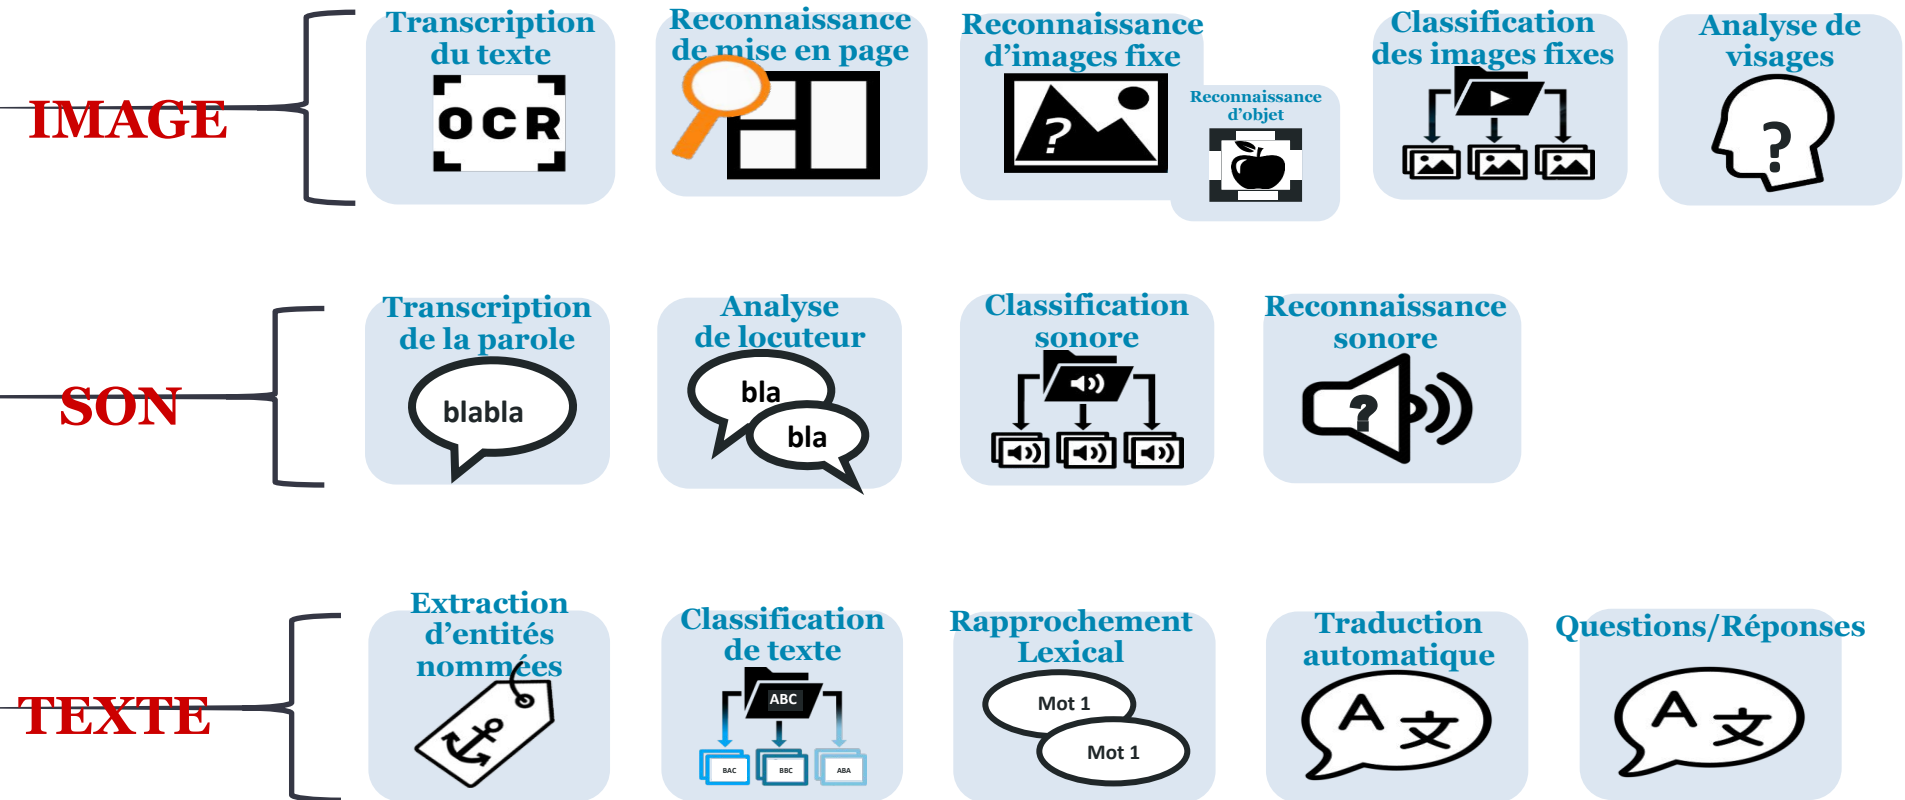 IMAGE
Transcription
du texte
OCR
Reconnaissance
de mise en page
Reconnaissance
d’images fixe
?
Reconnaissance
d’objet
Classification
des images fixes
Analyse de
visages
?
SON
Transcription
de la parole
blabla
Analyse
de locuteur
bla
bla
Classification
sonore
Reconnaissance
sonore
?
TEXTE
Extraction
d’entités
nommées
Classification
de texte
ABC
BAC
BBC
ABA
Rapprochement
Lexical
Mot 1
Mot 1
Traduction
automatique
A 文
Questions/Réponses
A 文